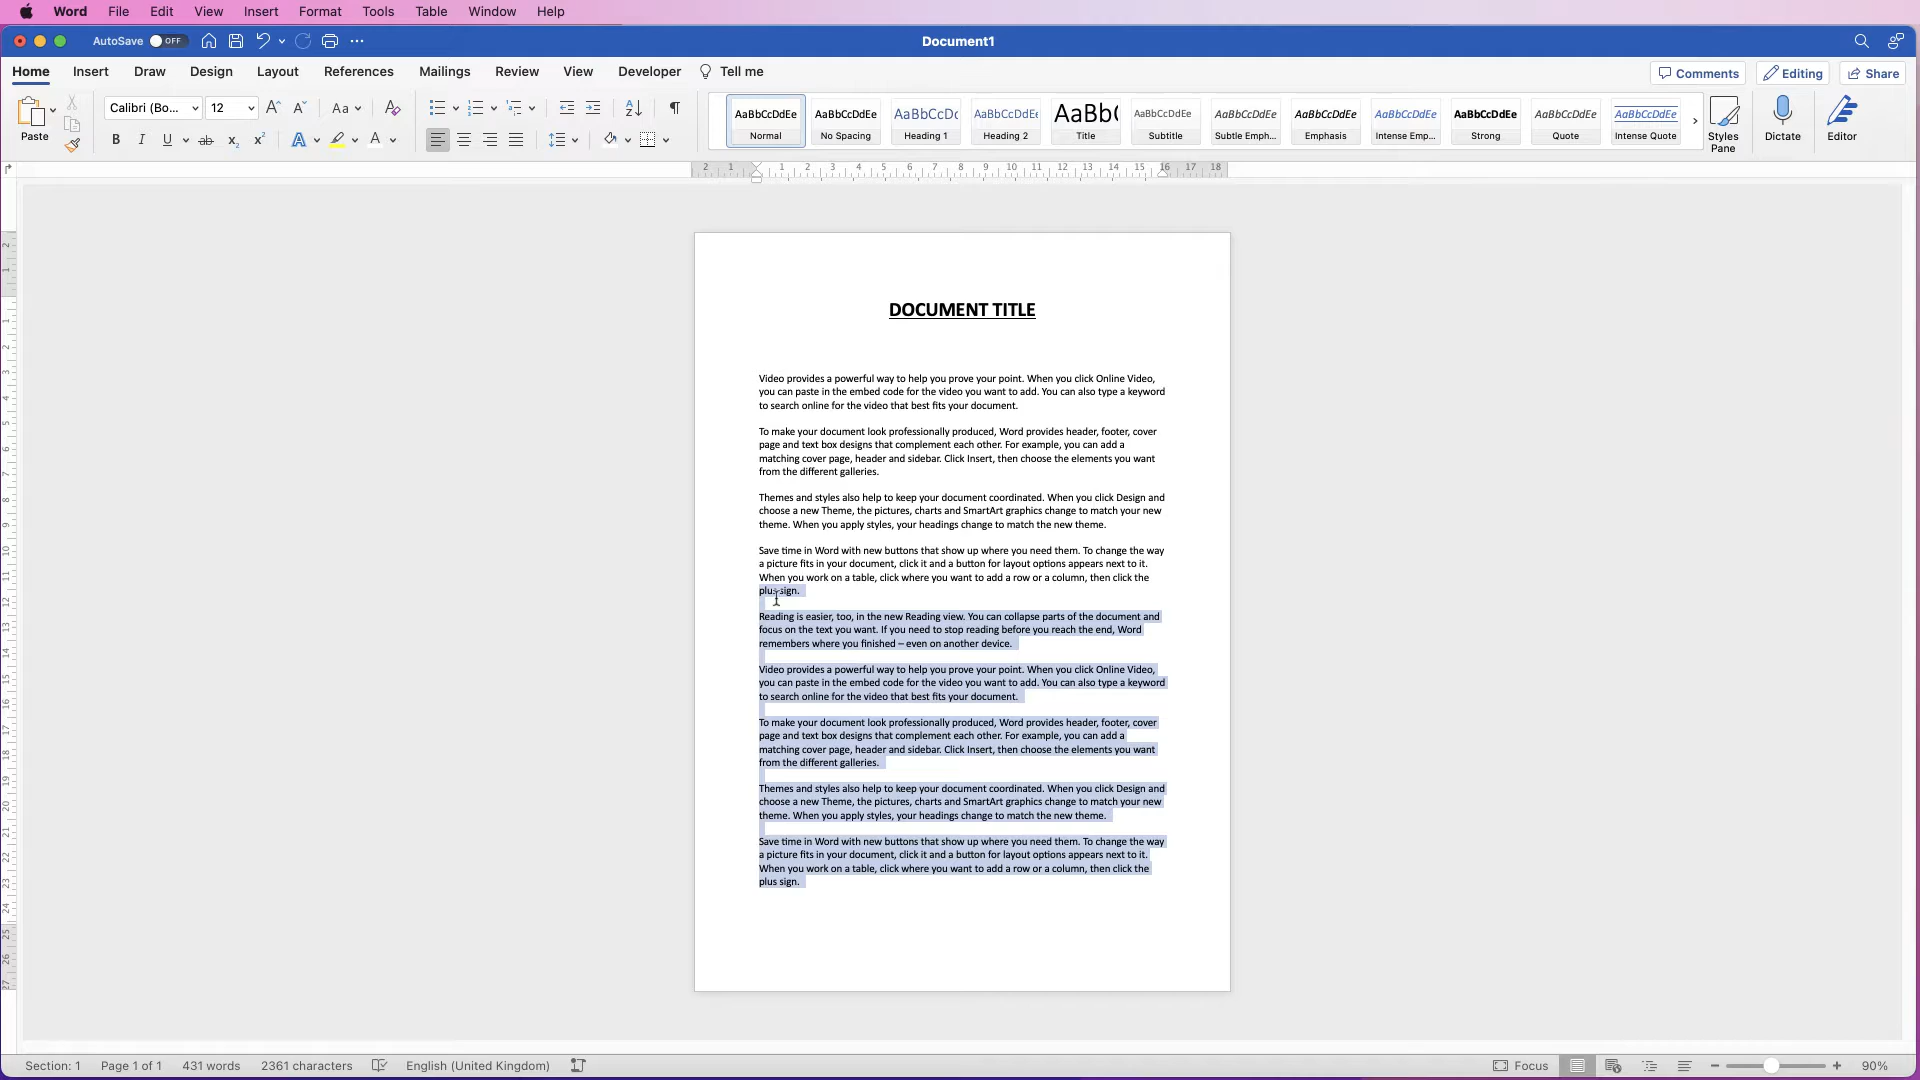 Word File Edit View Insert Format Tools Table Window Help
AutoSave OFF
Document1
Home Insert Draw Design Layout References Mailings Review View Developer Tell me
Comments Editing Share
Paste
Calibri (Bo... 12
AaBbCcDdEe AaBbCcDdEe AaBbCcDc AaBbCcDdE AaBbC AaBbCcDdEe AaBbCcDdEe AaBbCcDdEe AaBbCcDdEe AaBbCcDdEe AaBbCcDdEe AaBbCcDdEe
Normal No Spacing Heading 1 Heading 2 Title Subtitle Subtle Emph... Emphasis Intense Emp... Strong Quote Intense Quote
Styles
Pane
Dictate
Editor
2 1 1 2 3 4 5 6 7 8 9 10 11 12 13 14 15 16 17 18
DOCUMENT TITLE
Video provides a powerful way to help you prove your point. When you click Online Video,
you can paste in the embed code for the video you want to add. You can also type a keyword
to search online for the video that best fits your document.
To make your document look professionally produced, Word provides header, footer, cover
page and text box designs that complement each other. For example, you can add a
matching cover page, header and sidebar. Click Insert, then choose the elements you want
from the different galleries.
Themes and styles also help to keep your document coordinated. When you click Design and
choose a new Theme, the pictures, charts and SmartArt graphics change to match your new
theme. When you apply styles, your headings change to match the new theme.
Save time in Word with new buttons that show up where you need them. To change the way
a picture fits in your document, click it and a button for layout options appears next to it.
When you work on a table, click where you want to add a row or a column, then click the
plus sign.
Reading is easier, too, in the new Reading view. You can collapse parts of the document and
focus on the text you want. If you need to stop reading before you reach the end, Word
remembers where you finished – even on another device.
Video provides a powerful way to help you prove your point. When you click Online Video,
you can paste in the embed code for the video you want to add. You can also type a keyword
to search online for the video that best fits your document.
To make your document look professionally produced, Word provides header, footer, cover
page and text box designs that complement each other. For example, you can add a
matching cover page, header and sidebar. Click Insert, then choose the elements you want
from the different galleries.
Themes and styles also help to keep your document coordinated. When you click Design and
choose a new Theme, the pictures, charts and SmartArt graphics change to match your new
theme. When you apply styles, your headings change to match the new theme.
Save time in Word with new buttons that show up where you need them. To change the way
a picture fits in your document, click it and a button for layout options appears next to it.
When you work on a table, click where you want to add a row or a column, then click the
plus sign.
Section: 1 Page 1 of 1 431 words 2361 characters English (United Kingdom) Focus 90%